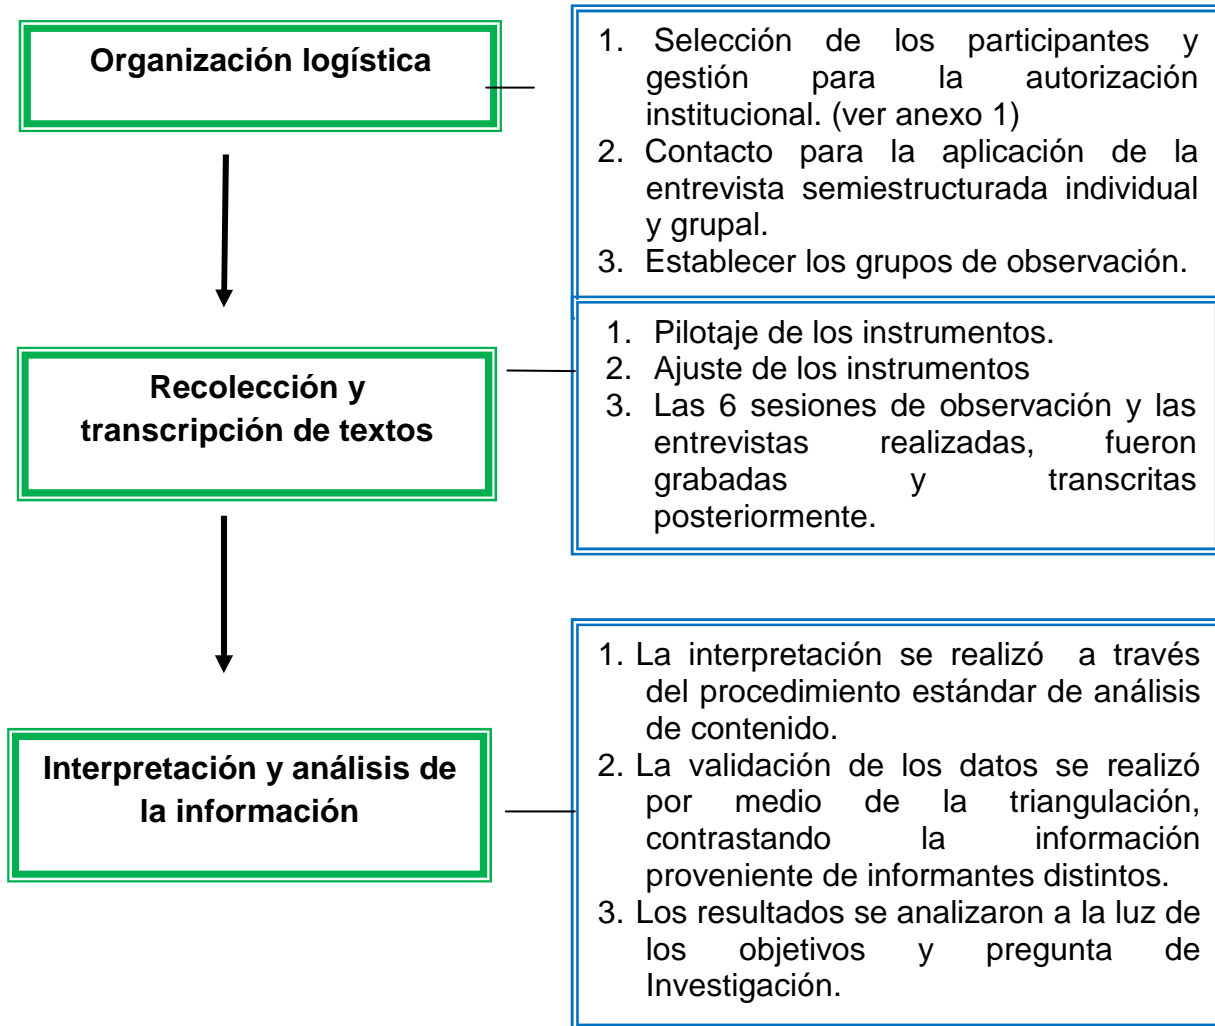 Organización logística
1. Selección de los participantes y
gestión para la autorización
institucional. (ver anexo 1)
2. Contacto para la aplicación de la
entrevista semiestructurada individual
y grupal.
3. Establecer los grupos de observación.
Recolección y
transcripción de textos
1. Pilotaje de los instrumentos.
2. Ajuste de los instrumentos
3. Las 6 sesiones de observación y las
entrevistas realizadas, fueron
grabadas y transcritas
posteriormente.
Interpretación y análisis de
la información
1. La interpretación se realizó a través
del procedimiento estándar de análisis
de contenido.
2. La validación de los datos se realizó
por medio de la triangulación,
contrastando la información
proveniente de informantes distintos.
3. Los resultados se analizaron a la luz de
los objetivos y pregunta de
Investigación.